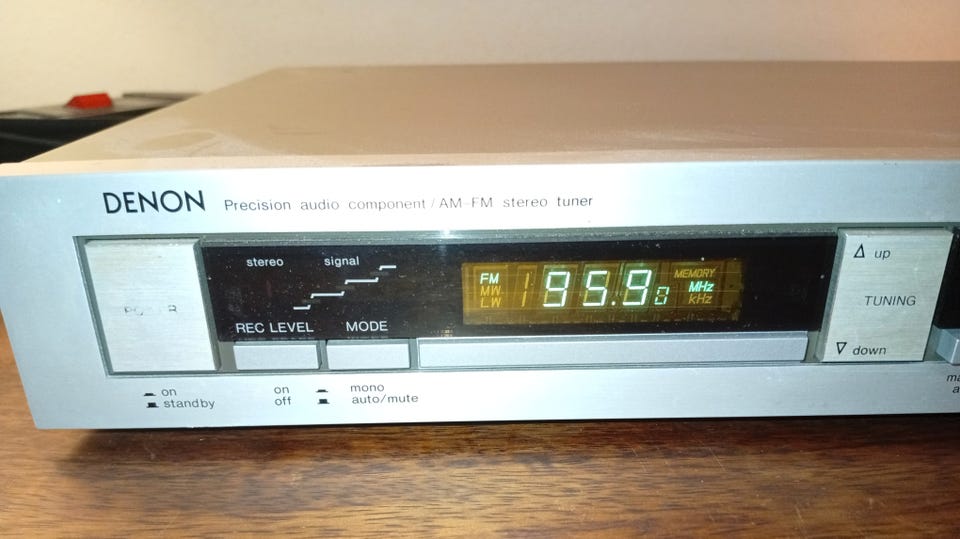 DENON Precision audio component / AM-FM stereo tuner
stereo signal
FM
MW
LW
95.90
MEMORY
MHz
kHz
REC LEVEL MODE
△ up
TUNING
▽ down
on
standby
on
off
mono
auto/mute